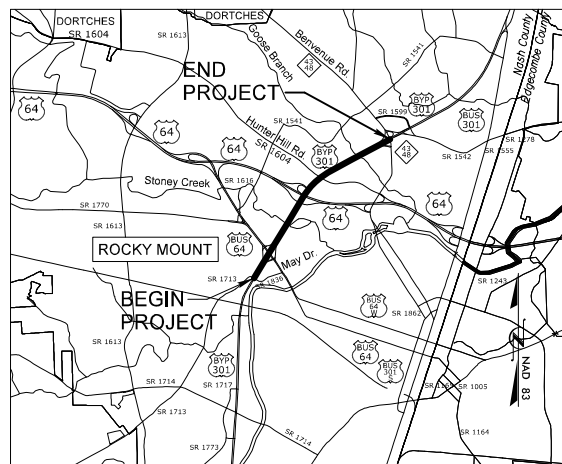 DORTCHES
SR 1604
DORTCHES
SR 1613
Goose Branch
Benvenue Rd.
43
48
SR 1541
Nash County
Edgecombe County
END
PROJECT
64
SR 1599
BYP
301
BUS
301
64
SR 1541
Hunter Hill Rd
SR 1604
64
BYP
301
43
48
SR 1542
SR 1278
SR 1555
Stoney Creek
SR 1616
64
64
SR 1770
SR 1613
64
ROCKY MOUNT
BUS
64
May Dr.
SR 1713
SR 1836
SR 1243
BEGIN
PROJECT
BUS
64
W
SR 1862
SR 1613
BYP
301
BUS
64
BUS
301
NAD 83
SR 1714
SR 1717
SR 1005
SR 1713
SR 1773
SR 1714
SR 1164